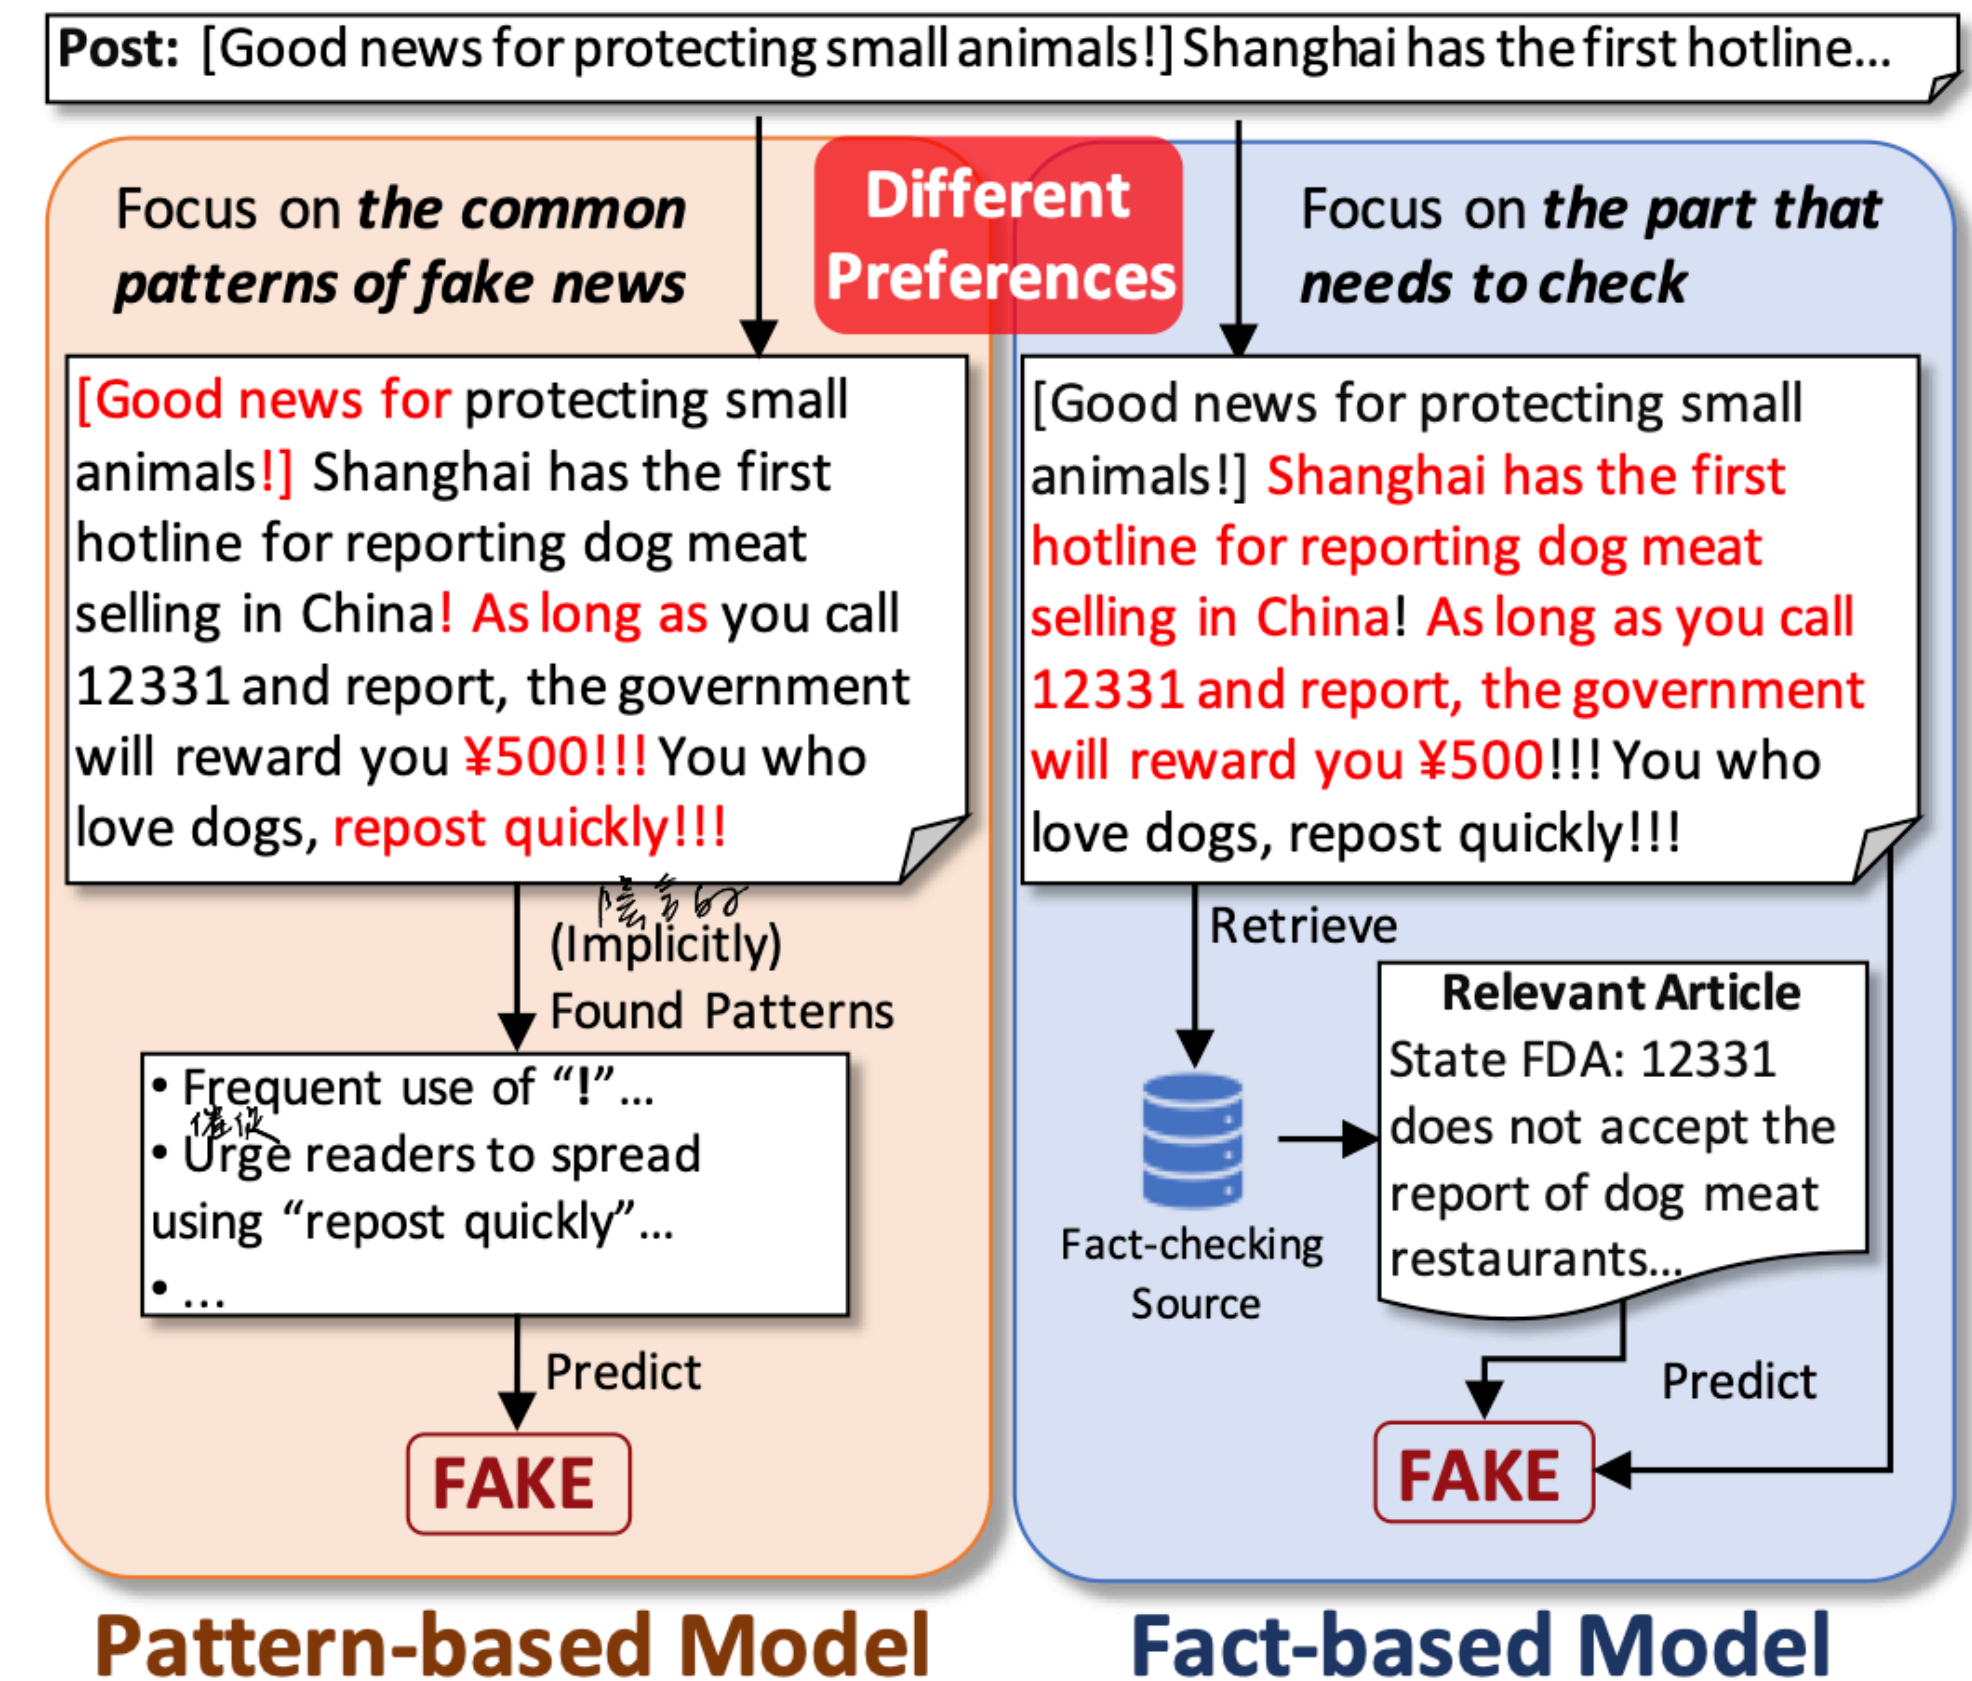 Post: [Good news for protecting small animals!] Shanghai has the first hotline...
Different
Preferences
Focus on the common
patterns of fake news
[Good news for protecting small
animals!] Shanghai has the first
hotline for reporting dog meat
selling in China! As long as you call
12331 and report, the government
will reward you ¥500!!! You who
love dogs, repost quickly!!!
(Implicitly)
Found Patterns
• Frequent use of “!”...
催促
• Urge readers to spread
using “repost quickly”...
• ...
Predict
FAKE
Pattern-based Model
Focus on the part that
needs to check
[Good news for protecting small
animals!] Shanghai has the first
hotline for reporting dog meat
selling in China! As long as you call
12331 and report, the government
will reward you ¥500!!! You who
love dogs, repost quickly!!!
Retrieve
Fact-checking
Source
Relevant Article
State FDA: 12331
does not accept the
report of dog meat
restaurants...
Predict
FAKE
Fact-based Model